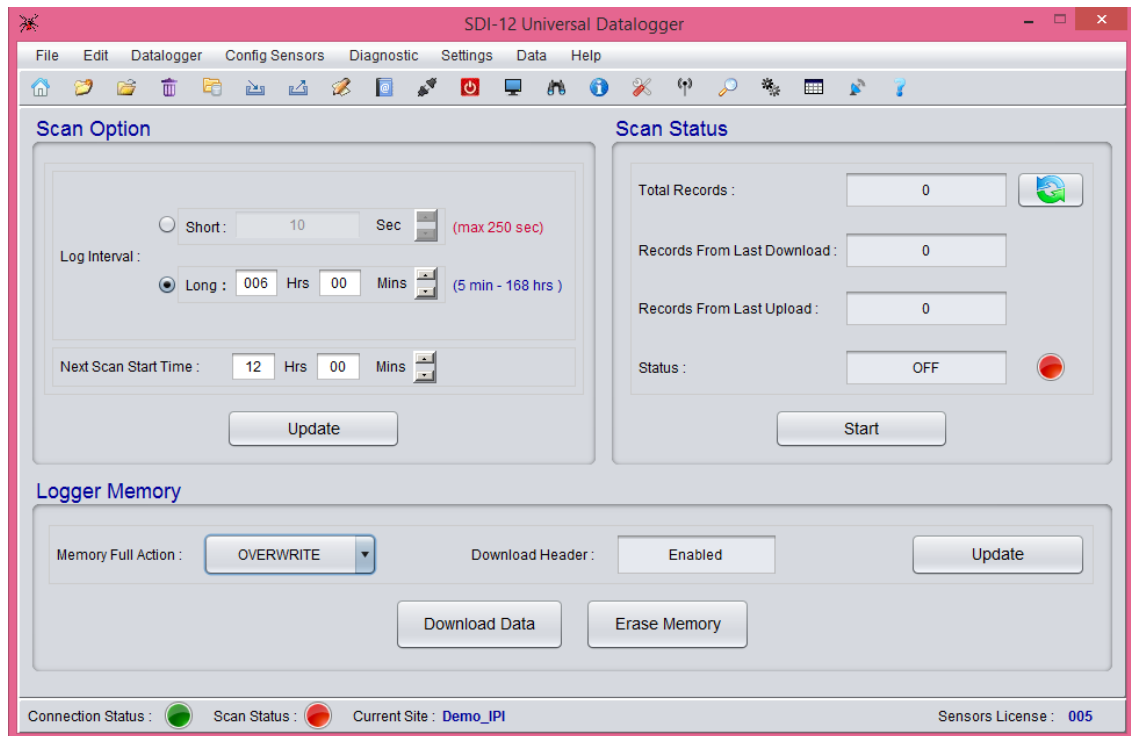 SDI-12 Universal Datalogger
File Edit Datalogger Config Sensors Diagnostic Settings Data Help
Scan Option
Short : 10 Sec (max 250 sec)
Log Interval :
Long : 006 Hrs 00 Mins (5 min - 168 hrs )
Next Scan Start Time : 12 Hrs 00 Mins
Update
Scan Status
Total Records : 0
Records From Last Download : 0
Records From Last Upload : 0
Status : OFF
Start
Logger Memory
Memory Full Action : OVERWRITE Download Header : Enabled Update
Download Data Erase Memory
Connection Status : Scan Status : Current Site : Demo_IPI Sensors License : 005